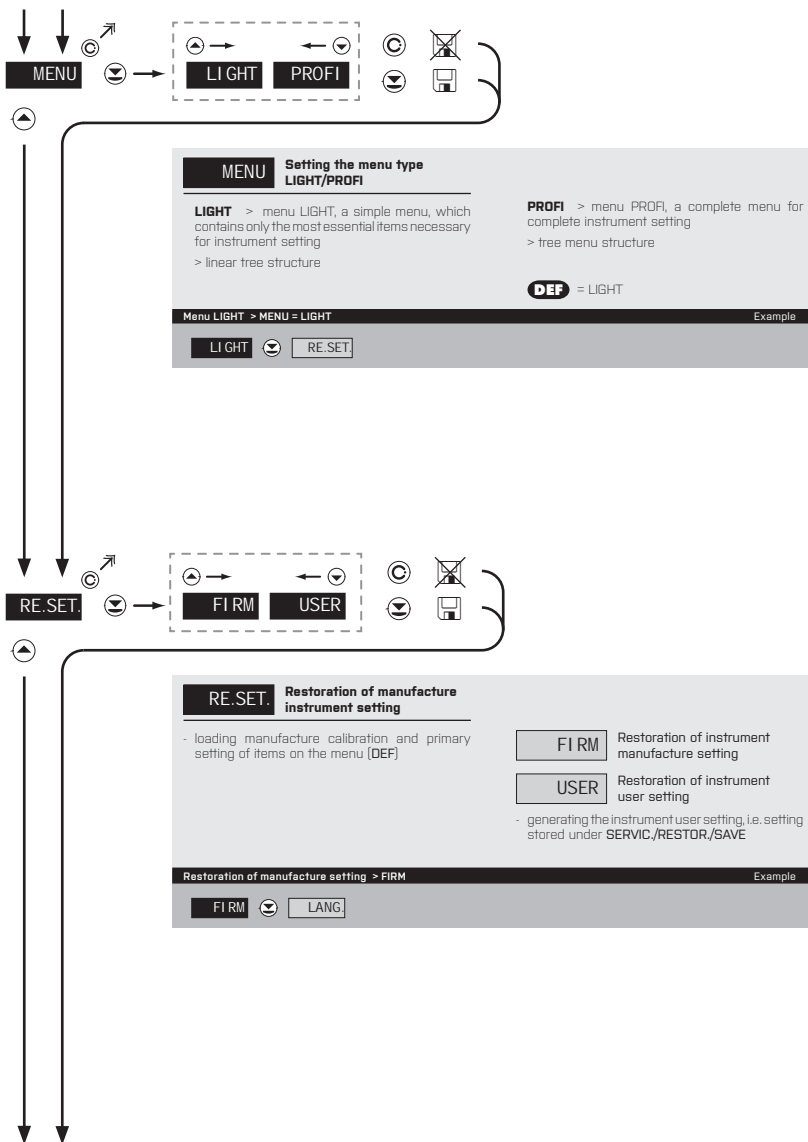 MENU
LIGHT PROFI
MENU
Setting the menu type
LIGHT/PROFI
LIGHT > menu LIGHT, a simple menu, which
contains only the most essential items necessary
for instrument setting
> linear tree structure
PROFI > menu PROFI, a complete menu for
complete instrument setting
> tree menu structure
DEF = LIGHT
Menu LIGHT > MENU = LIGHT Example
LIGHT RE.SET.
RE.SET.
FIRM USER
RE.SET.
Restoration of manufacture
instrument setting
- loading manufacture calibration and primary
setting of items on the menu (DEF)
FIRM
Restoration of instrument
manufacture setting
USER
Restoration of instrument
user setting
- generating the instrument user setting, i.e. setting
stored under SERVIC./RESTOR./SAVE
Restoration of manufacture setting > FIRM Example
FIRM LANG.